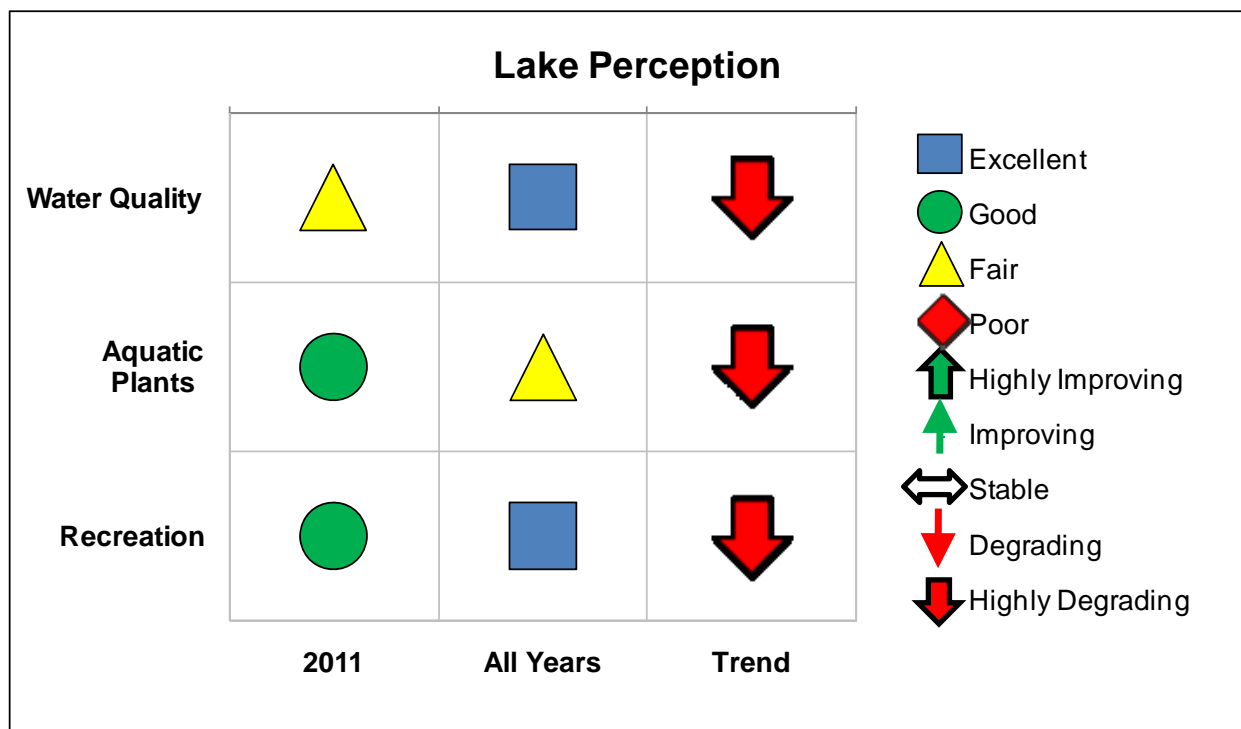 Lake Perception
Water Quality
Aquatic
Plants
Recreation
2011
All Years
Trend
Excellent
Good
Fair
Poor
Highly Improving
Improving
Stable
Degrading
Highly Degrading